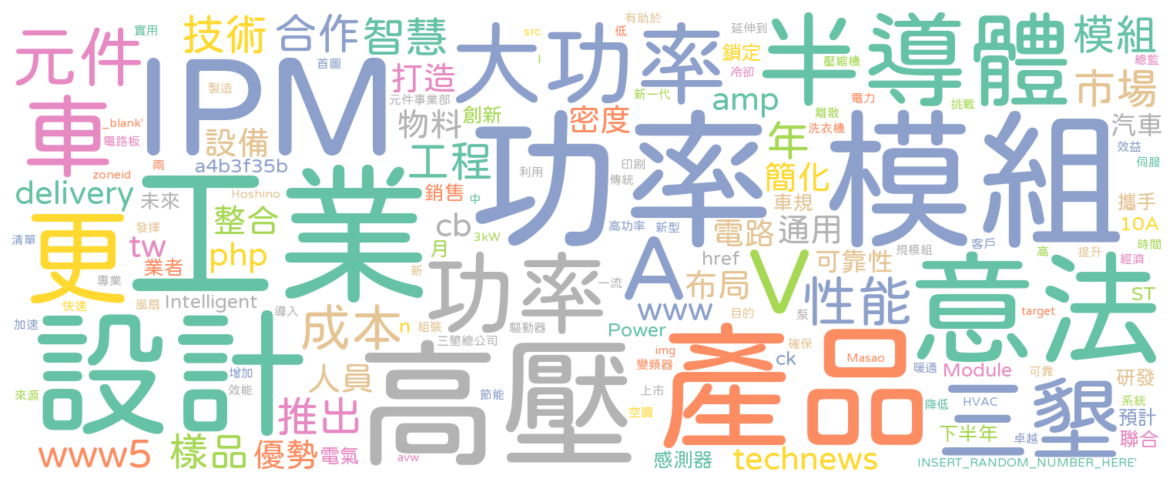 元件
技術
合作
智慧
實用
首圖
IPM
車
_blank'
電路板
製造
打造
元件事業部
物料
創新
設備
a4b3f35b
工程
兩
zoneid
delivery
未來
Hoshino
銷售
中
大功率
src
l
低
有助於
延伸到
鎖定
冷卻
新一代
密度
amp
半導體
壓縮機
模組
總監
市場
電力
挑戰
離散
洗衣機
汽車
效益
伺服
功率模組
年
簡化
車規
利用
印刷
傳統
攜手
10A
時間
經濟
更
工業
清單
發揮
整合
tw
業者
php
專業
快速
風扇
Intelligent
導入
cb
月
3kW
新
高功率
新型
電路
通用
規模組
客戶
高
提升
href
可靠性
功率
一流
A
V
布局
www
目的
泵
性能
意法
ST
target
設計
加速
成本
n
組裝
驅動器
三墾總公司
Power
img
變頻器
ck
確保
Masao
暖通
Module
可靠
研發
來源
增加
效能
人員
節能
高壓
上市
空調
產品
降低
HVAC
三墾
系統
預計
推出
電氣
avw
www5
樣品
優勢
感測器
technews
下半年
卓越
聯合
INSERT_RANDOM_NUMBER_HERE'